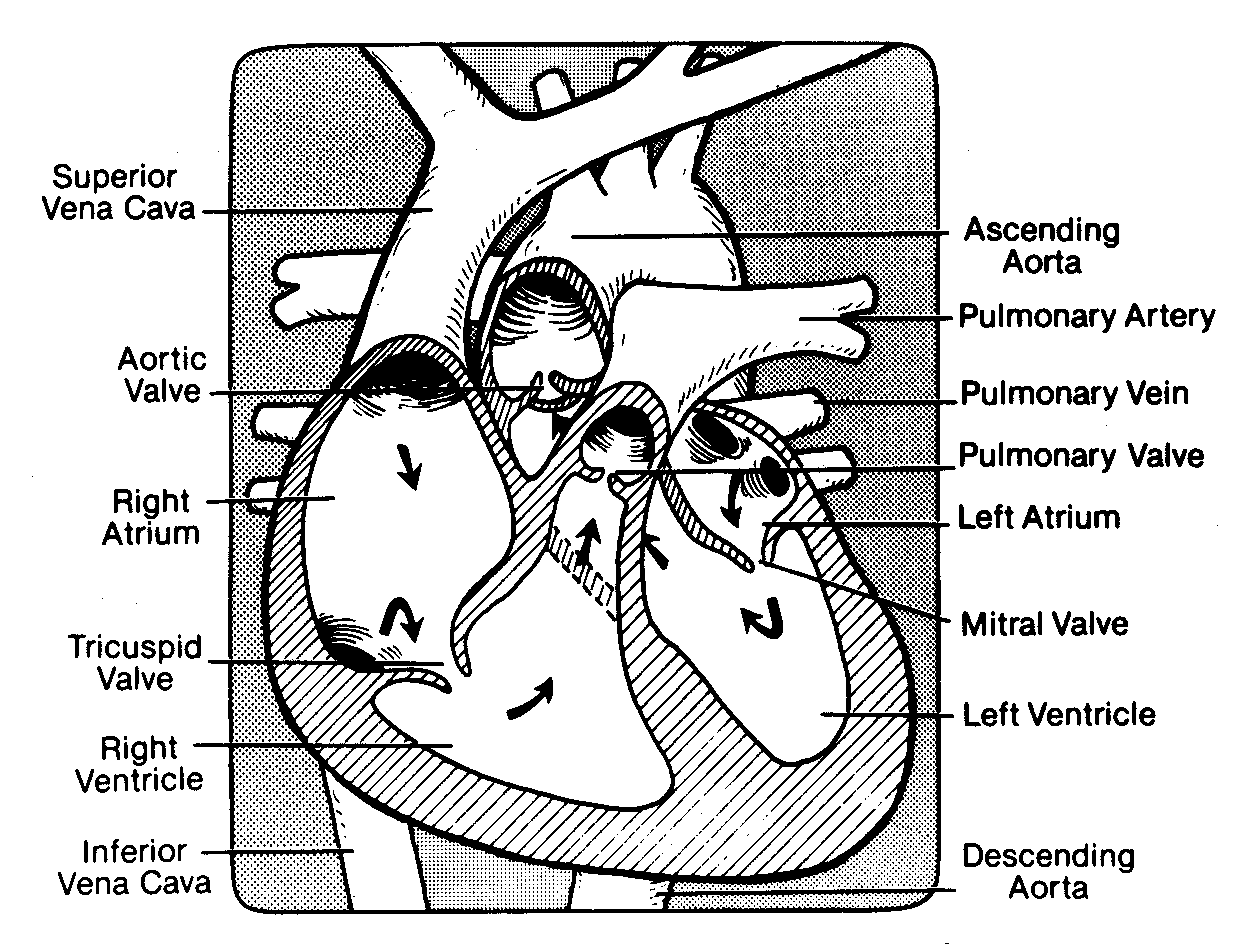 Superior
Vena Cava
Aortic
Valve
Right
Atrium
Tricuspid
Valve
Right
Ventricle
Inferior
Vena Cava
Ascending
Aorta
Pulmonary Artery
Pulmonary Vein
Pulmonary Valve
Left Atrium
Mitral Valve
Left Ventricle
Descending
Aorta